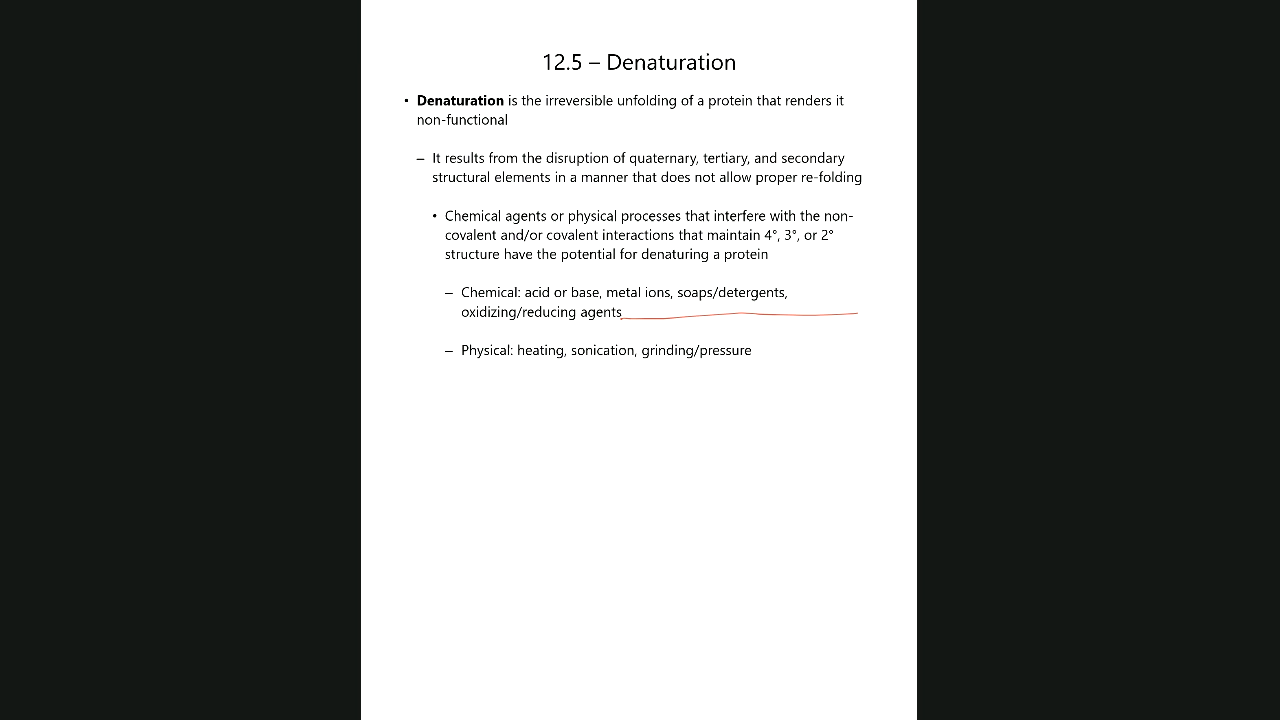 12.5 – Denaturation
• Denaturation is the irreversible unfolding of a protein that renders it
non-functional
– It results from the disruption of quaternary, tertiary, and secondary
structural elements in a manner that does not allow proper re-folding
• Chemical agents or physical processes that interfere with the non-
covalent and/or covalent interactions that maintain 4°, 3°, or 2°
structure have the potential for denaturing a protein
– Chemical: acid or base, metal ions, soaps/detergents,
oxidizing/reducing agents
– Physical: heating, sonication, grinding/pressure